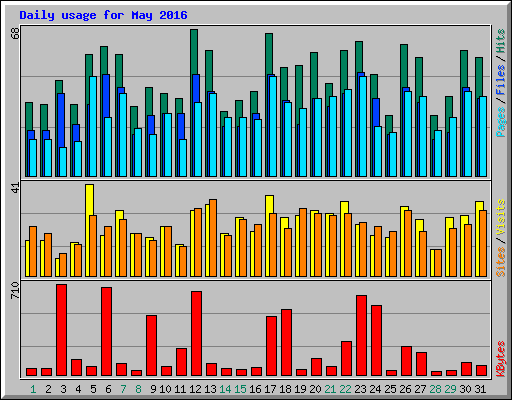 Daily usage for May 2016
68
Pages / Files / Hits
41
Sites / Visits
710
KBytes
1 2 3 4 5 6 7 8 9 10 11 12 13 14 15 16 17 18 19 20 21 22 23 24 25 26 27 28 29 30 31